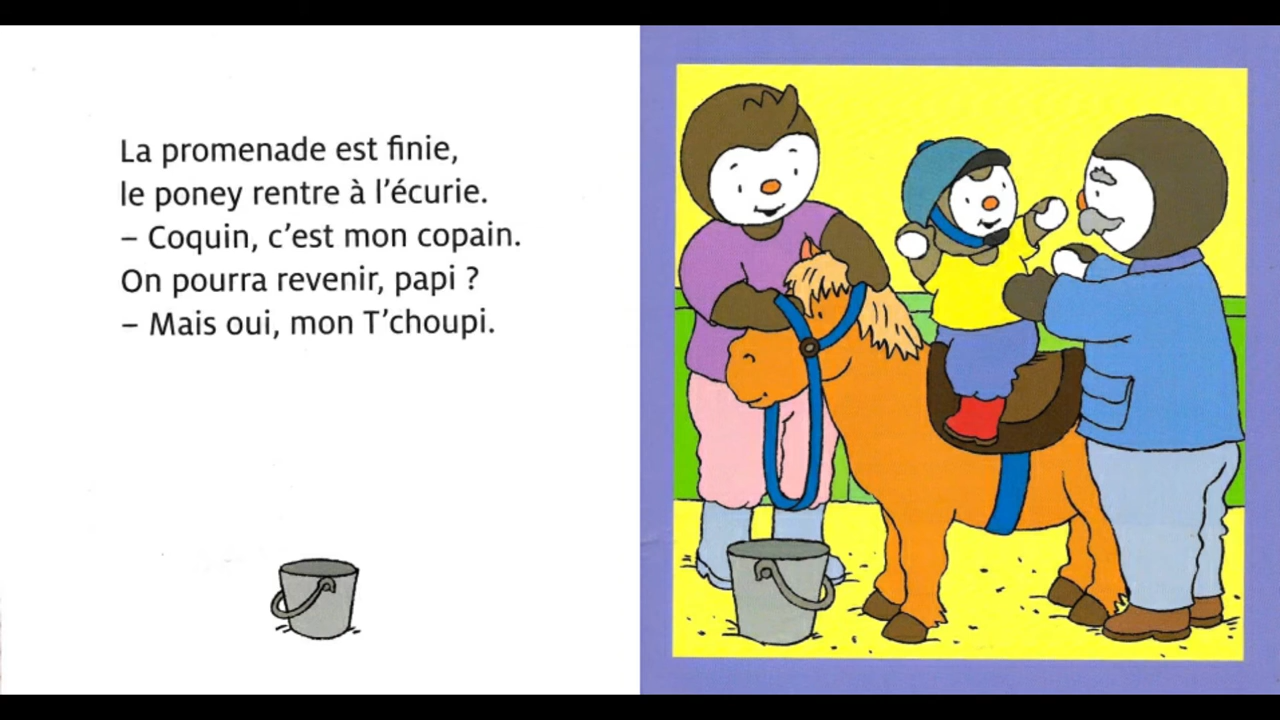 La promenade est finie,
le poney rentre à l’écurie.
– Coquin, c’est mon copain.
On pourra revenir, papi ?
– Mais oui, mon T’choupi.